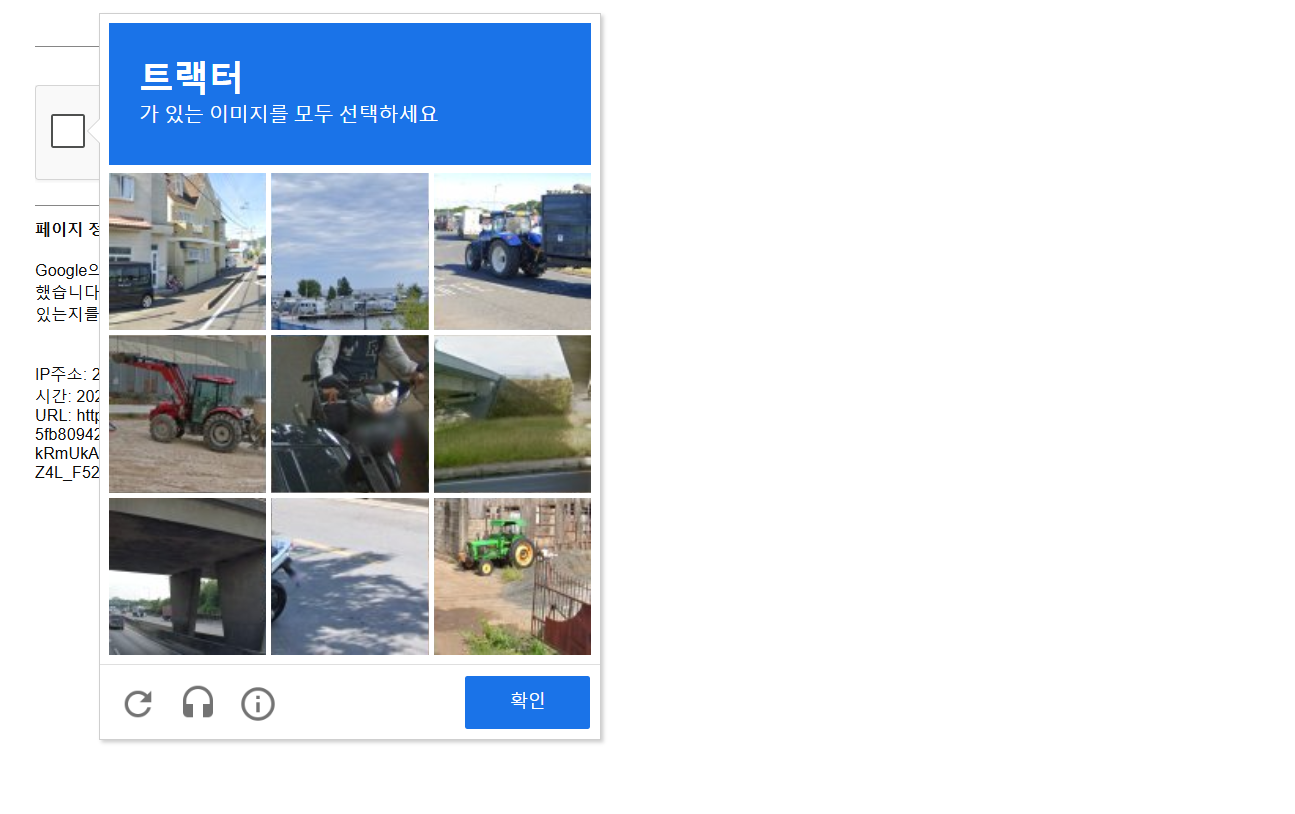 트랙터
가 있는 이미지를 모두 선택하세요
페이지 정
Google의
했습니다
있는지를
IP주소: 2
시간: 202
URL: http
5fb80942
kRmUkA
Z4L_F52
확인